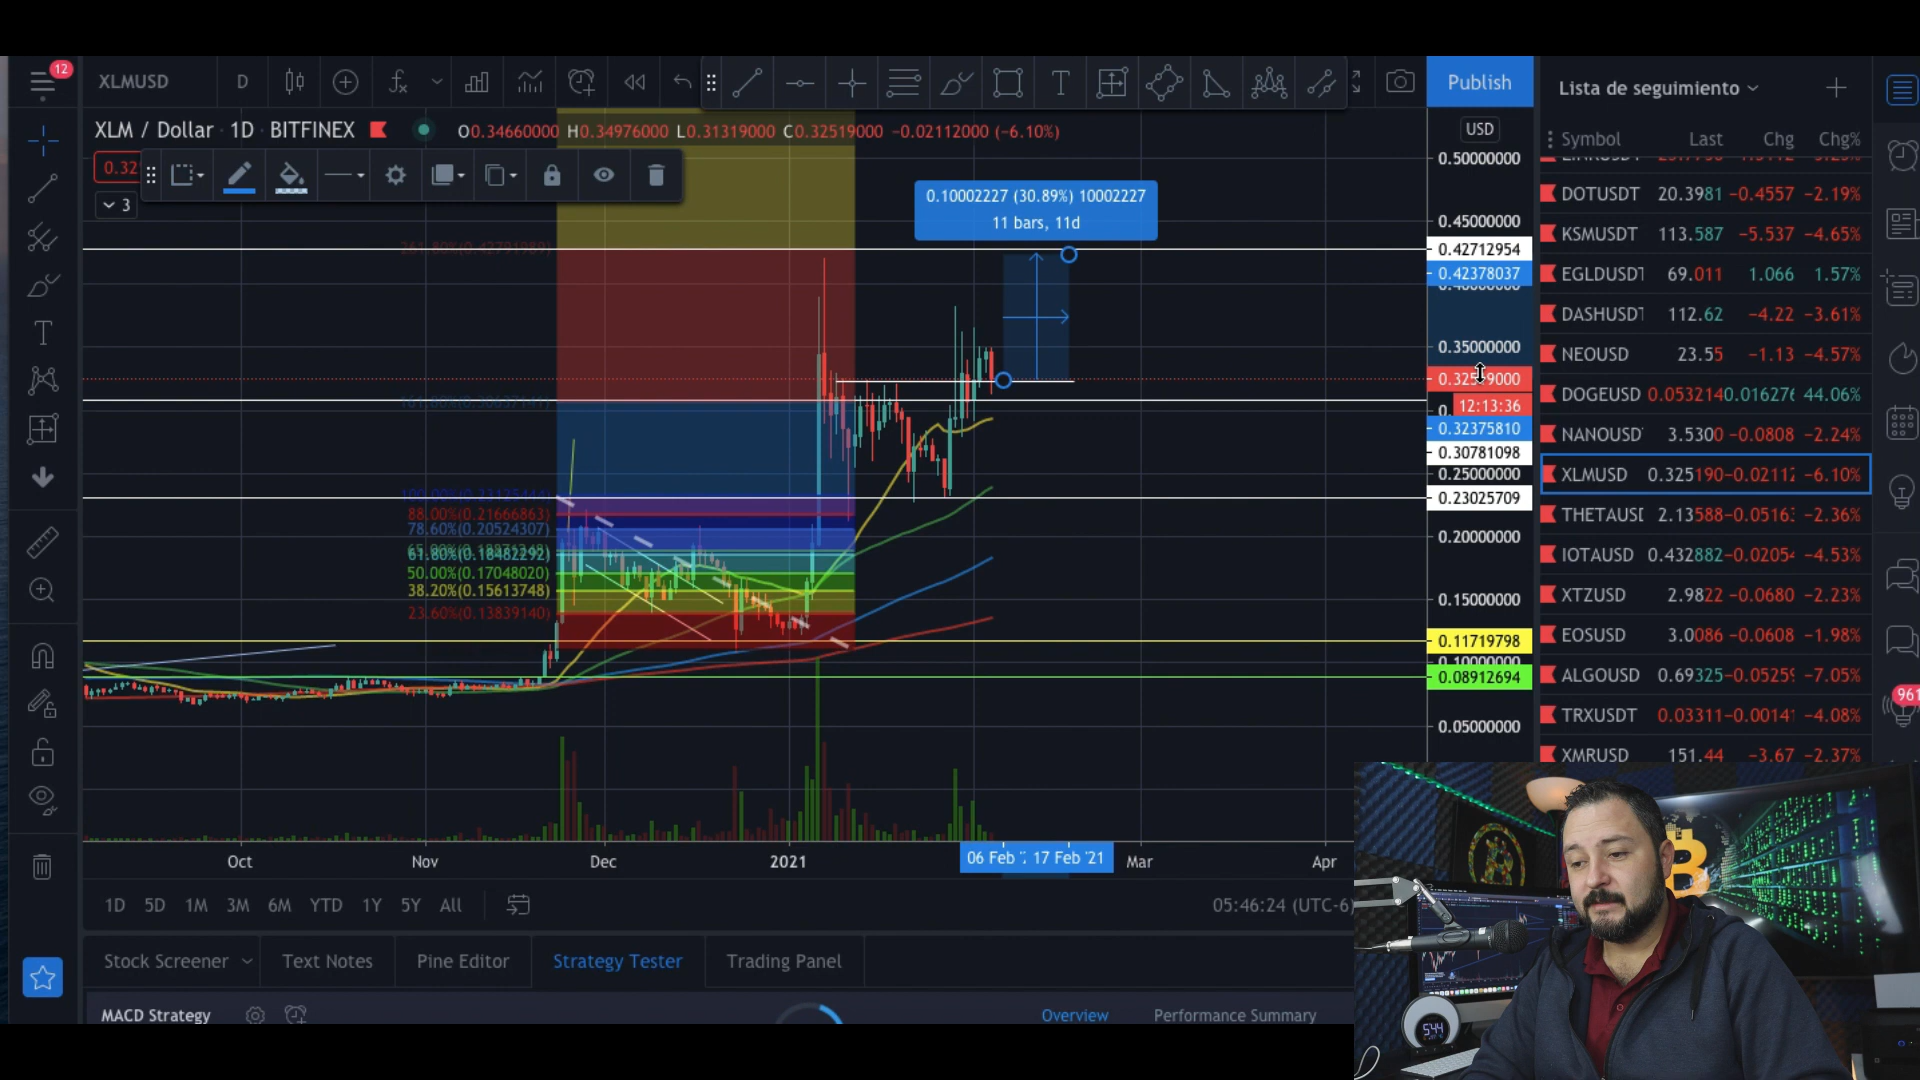 12
XLMUSD D
Publish
Lista de seguimiento
XLM / Dollar · 1D · BITFINEX O0.34660000 H0.34976000 L0.31319000 C0.32519000 −0.02112000 (−6.10%)
USD
Symbol Last Chg Chg%
0.32
3
0.50000000
DOTUSDT 20.3981 −0.4557 −2.19%
0.10002227 (30.89%) 10002227
11 bars, 11d
0.45000000
KSMUSDT 113.587 −5.537 −4.65%
261.80%(0.42791989)
0.42712954
0.42378037
EGLDUSDT 69.011 1.066 1.57%
DASHUSDT 112.62 −4.22 −3.61%
0.35000000
NEOUSD 23.55 −1.13 −4.57%
DOGEUSD 0.053214 0.016276 44.06%
12:13:36
0.32375810
NANOUSD 3.5300 −0.0808 −2.24%
0.30781098
0.25000000
XLMUSD 0.325190 −0.02112 −6.10%
0.23025709
88.00%(0.21666863)
78.60%(0.20524307)
THETAUSD 2.13588 −0.0516 −2.36%
0.20000000
61.80%(0.18482292)
IOTAUSD 0.432882 −0.0205 −4.53%
50.00%(0.17048020)
38.20%(0.15613748)
0.15000000
XTZUSD 2.9822 −0.0680 −2.23%
23.60%(0.13839140)
0.11719798
EOSUSD 3.0086 −0.0608 −1.98%
0.10000000
0.08912694
ALGOUSD 0.69325 −0.0525 −7.05%
961
TRXUSDT 0.03311 −0.0014 −4.08%
0.05000000
XMRUSD 151.44 −3.67 −2.37%
Oct Nov Dec 2021 06 Feb 17 Feb '21 Mar Apr
1D 5D 1M 3M 6M YTD 1Y 5Y All
05:46:24 (UTC-6)
Stock Screener Text Notes Pine Editor Strategy Tester Trading Panel
MACD Strategy Overview Performance Summary
544